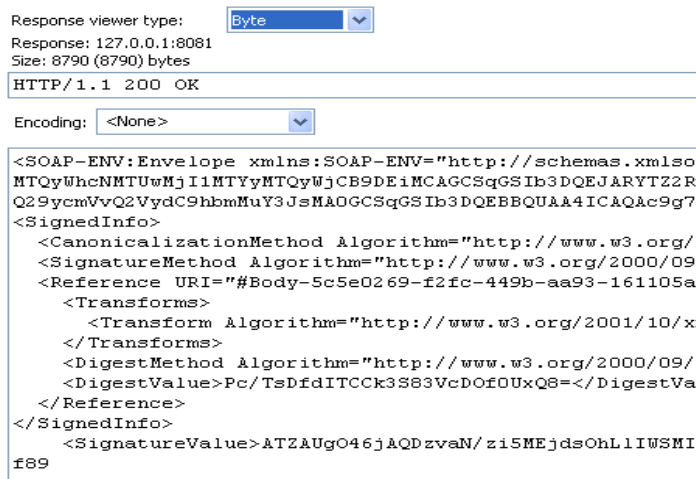 Response viewer type: Byte
Response: 127.0.0.1:8081
Size: 8790 (8790) bytes
HTTP/1.1 200 OK
Encoding: <None>
<SOAP-ENV:Envelope xmlns:SOAP-ENV="http://schemas.xmlso
MTQyWhcNMTUwMjI1MTYyMTQyWjCB9DEiMCAGCSqGSIb3DQEJARYTZ2R
Q29ycmVvQ2VydC9hbmMuY3JsMA0GCSqGSIb3DQEBBQUAA4ICAQAc9g7
<SignedInfo>
<CanonicalizationMethod Algorithm="http://www.w3.org/
<SignatureMethod Algorithm="http://www.w3.org/2000/09
<Reference URI="#Body-5c5e0269-f2fc-449b-aa93-161105a
<Transforms>
<Transform Algorithm="http://www.w3.org/2001/10/x
</Transforms>
<DigestMethod Algorithm="http://www.w3.org/2000/09/
<DigestValue>Pc/TsDfdITCCk3S83VcDOf0UxQ8=</DigestVa
</Reference>
</SignedInfo>
<SignatureValue>ATZAUgO46jAQDzvaN/zi5MEjdsOhLlIWSMI
f89